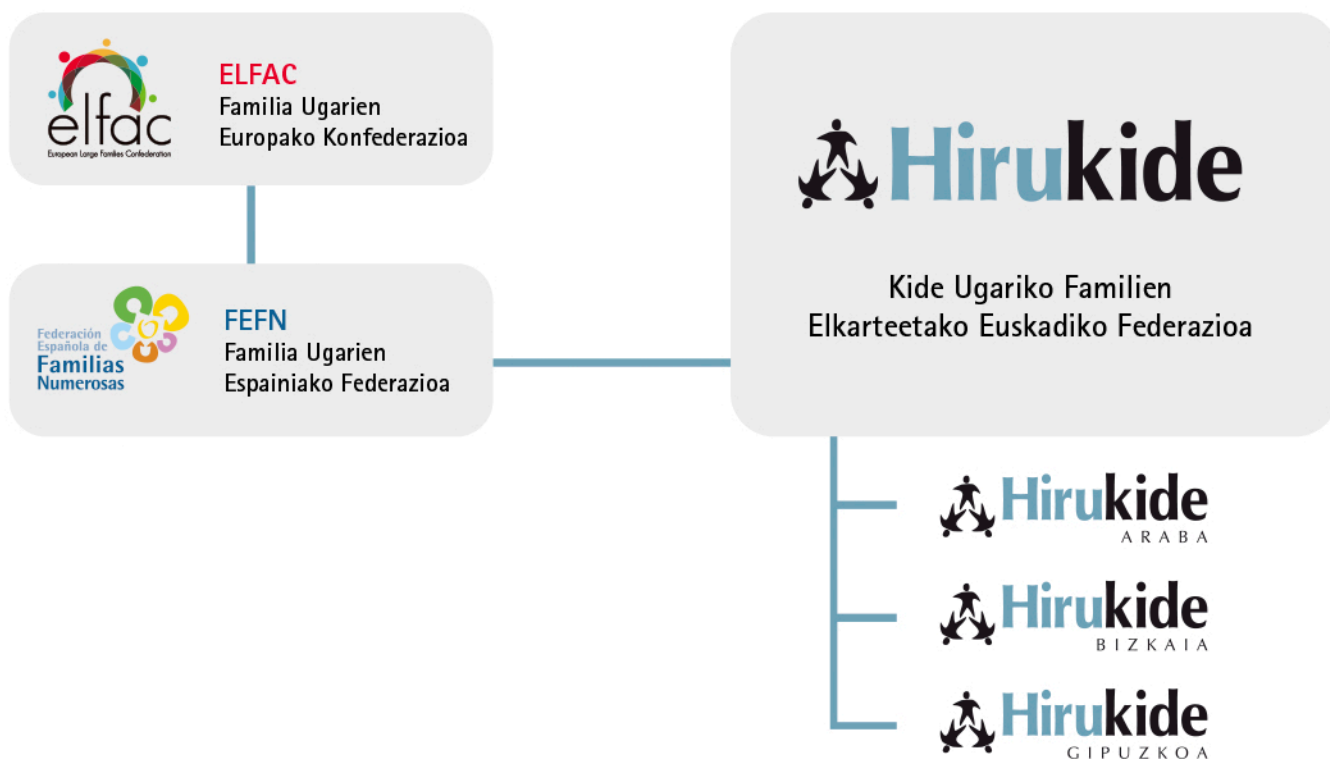 elfac
European Large Families Confederation
ELFAC
Familia Ugarien
Europako Konfederazioa
Federación
Española de
Familias
Numerosas
FEFN
Familia Ugarien
Espainiako Federazioa
Hirukide
Kide Ugariko Familien
Elkarteetako Euskadiko Federazioa
Hirukide
ARABA
Hirukide
BIZKAIA
Hirukide
GIPUZKOA